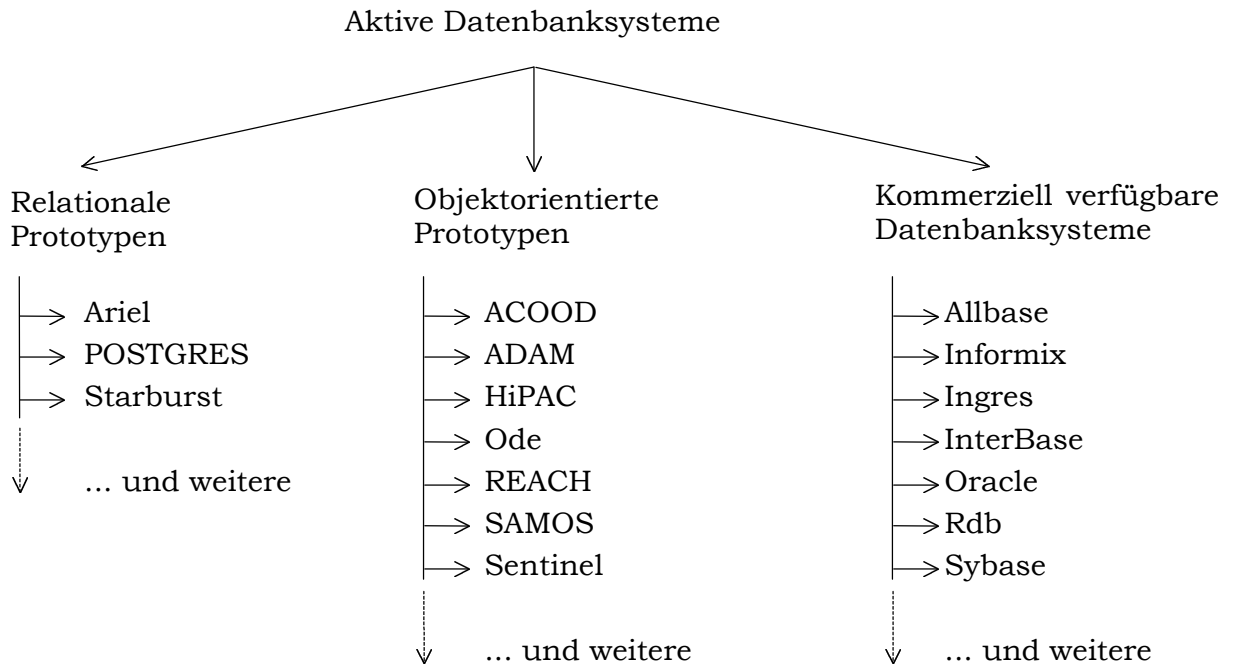 Aktive Datenbanksysteme
Relationale
Prototypen
Ariel
POSTGRES
Starburst
... und weitere
Objektorientierte
Prototypen
ACOOD
ADAM
HiPAC
Ode
REACH
SAMOS
Sentinel
... und weitere
Kommerziell verfügbare
Datenbanksysteme
Allbase
Informix
Ingres
InterBase
Oracle
Rdb
Sybase
... und weitere